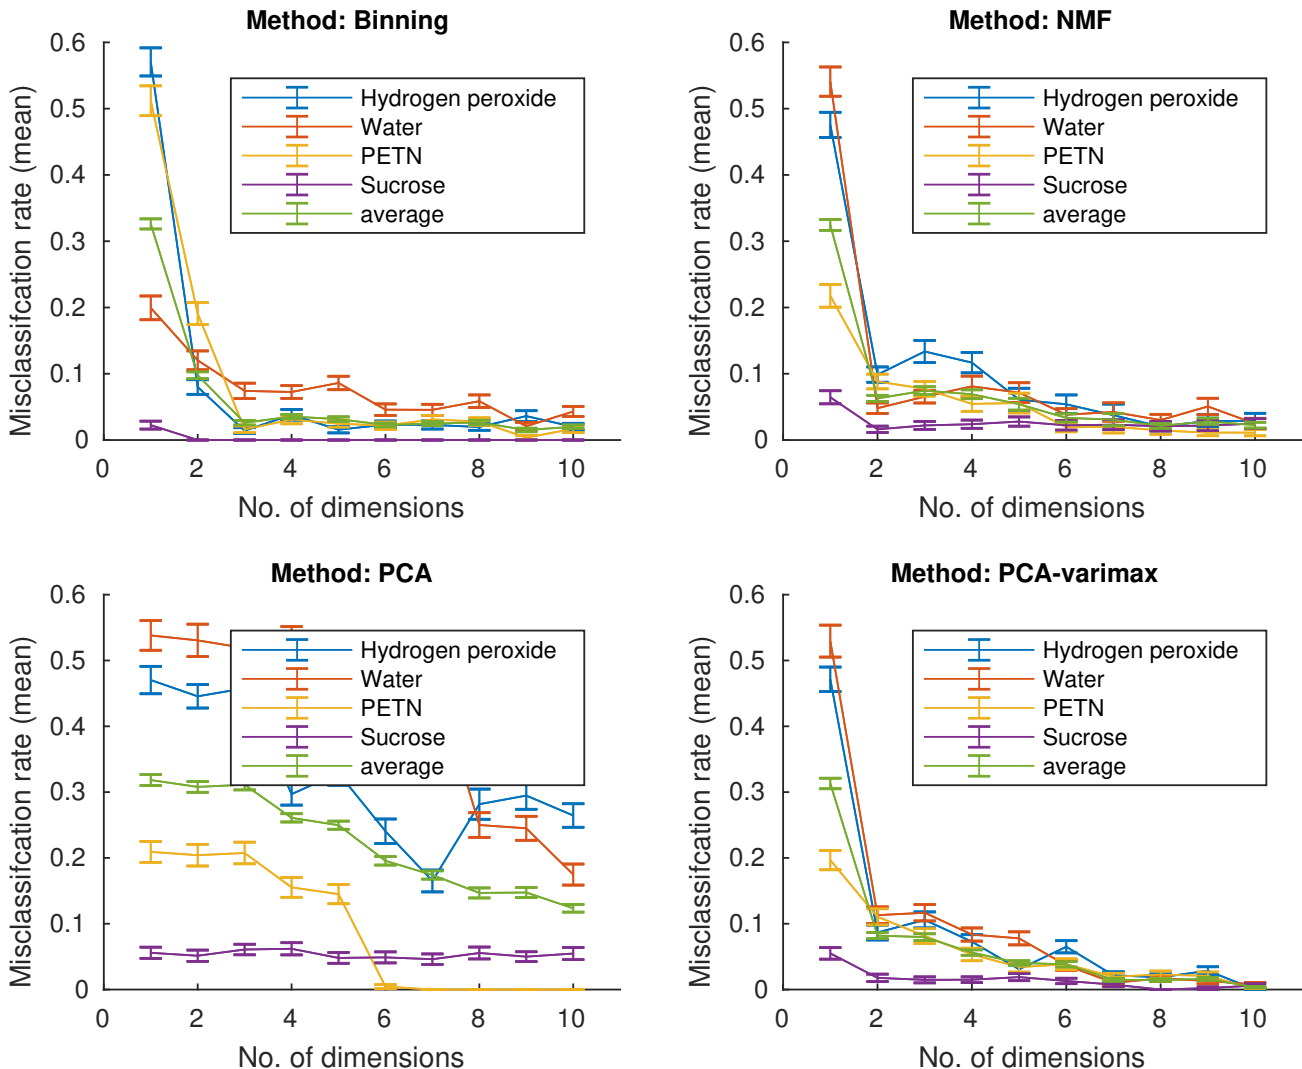 Method: Binning
Misclassifcation rate (mean)
0.6
0.5
0.4
0.3
0.2
0.1
0
Hydrogen peroxide
Water
PETN
Sucrose
average
0 2 4 6 8 10
No. of dimensions
Method: NMF
Misclassifcation rate (mean)
0.6
0.5
0.4
0.3
0.2
0.1
0
Hydrogen peroxide
Water
PETN
Sucrose
average
0 2 4 6 8 10
No. of dimensions
Method: PCA
Misclassifcation rate (mean)
0.6
0.5
0.4
0.3
0.2
0.1
0
Hydrogen peroxide
Water
PETN
Sucrose
average
0 2 4 6 8 10
No. of dimensions
Method: PCA-varimax
Misclassifcation rate (mean)
0.6
0.5
0.4
0.3
0.2
0.1
0
Hydrogen peroxide
Water
PETN
Sucrose
average
0 2 4 6 8 10
No. of dimensions